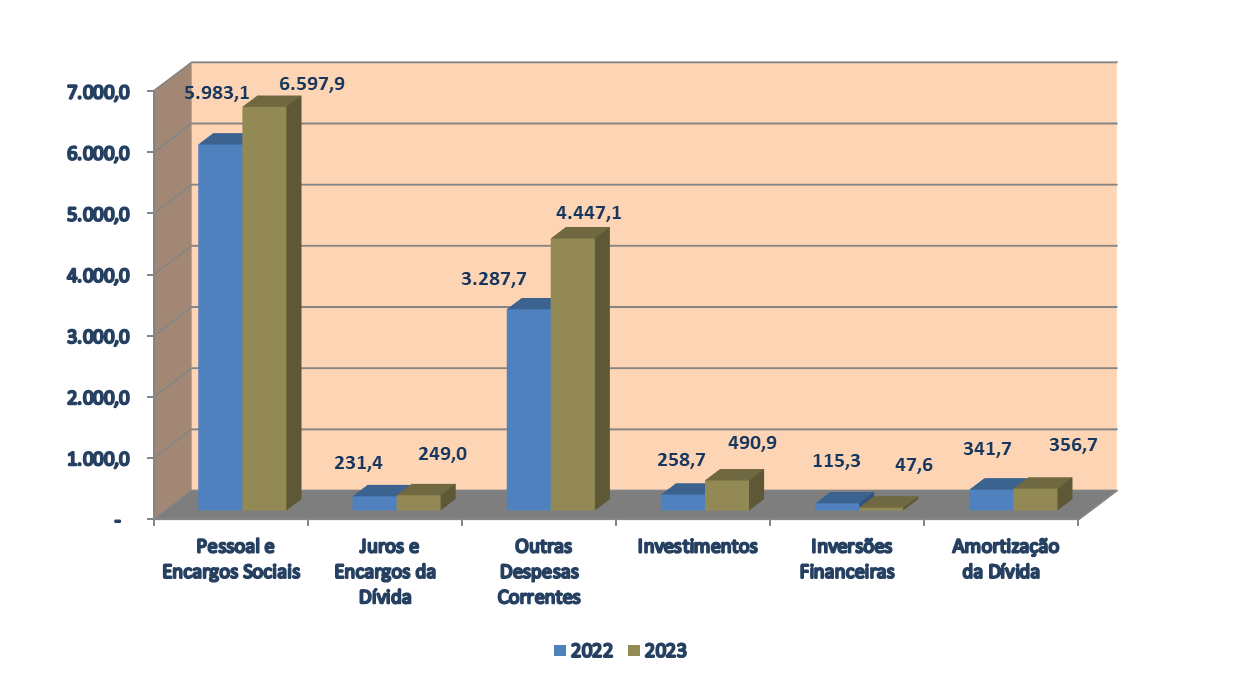 7.000,0
6.000,0
5.000,0
4.000,0
3.000,0
2.000,0
1.000,0
-
5.983,1
6.597,9
231,4
249,0
3.287,7
4.447,1
258,7
490,9
115,3
47,6
341,7
356,7
Pessoal e
Encargos Sociais
Juros e
Encargos da
Dívida
Outras
Despesas
Correntes
Investimentos
Inversões
Financeiras
Amortização
da Dívida
2022
2023